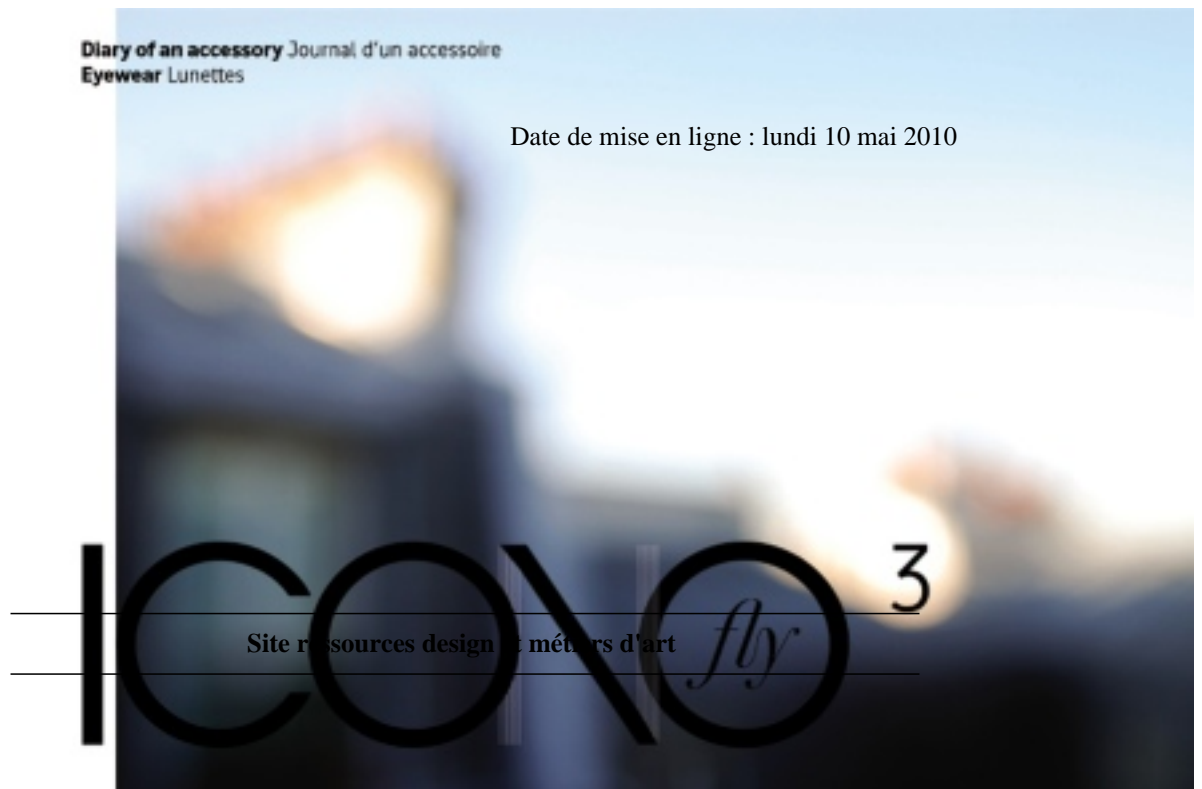 Diary of an accessory Journal d'un accessoire
Eyewear Lunettes
Date de mise en ligne : lundi 10 mai 2010
ICONO 3
fly
Site ressources design et métiers d'art